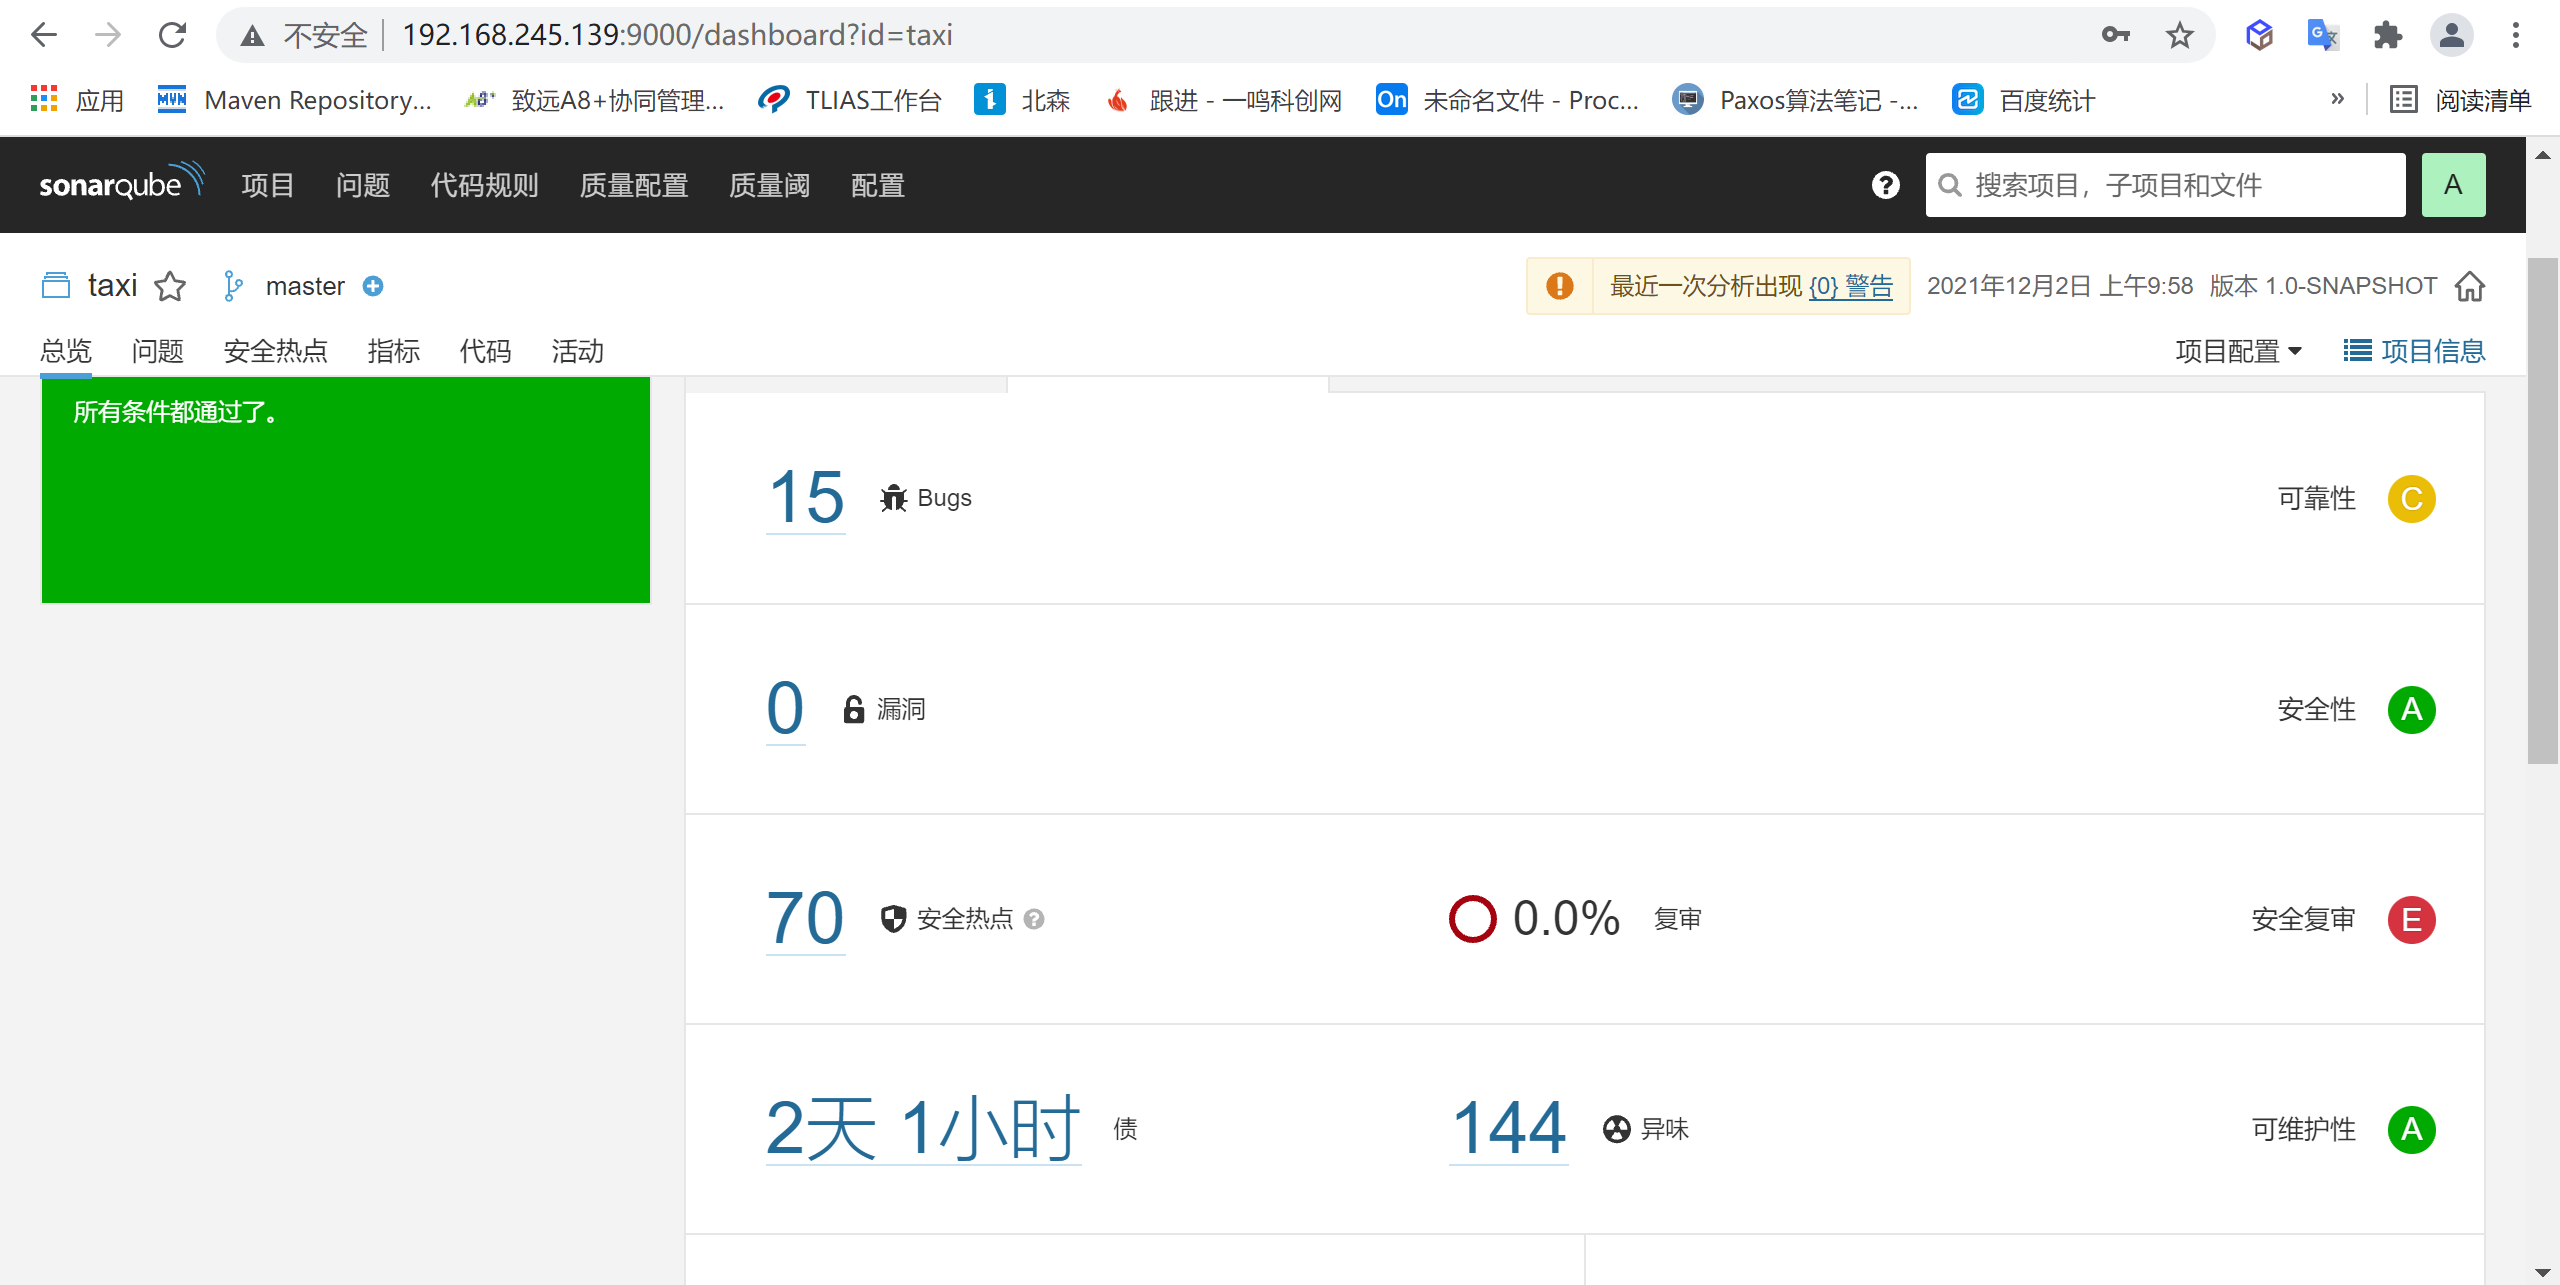 不安全 192.168.245.139:9000/dashboard?id=taxi
应用 Maven Repository... 致远A8+协同管理... TLIAS工作台 北森 跟进 - 一鸣科创网 On 未命名文件 - Proc... Paxos算法笔记 -... 百度统计 » 阅读清单
sonarqube 项目 问题 代码规则 质量配置 质量阈 配置 搜索项目，子项目和文件 A
taxi master 最近一次分析出现 {0} 警告 2021年12月2日 上午9:58 版本 1.0-SNAPSHOT
总览 问题 安全热点 指标 代码 活动 项目配置 项目信息
所有条件都通过了。
15 Bugs 可靠性 C
0 漏洞 安全性 A
70 安全热点 0.0% 复审 安全复审 E
2天 1小时 债 144 异味 可维护性 A